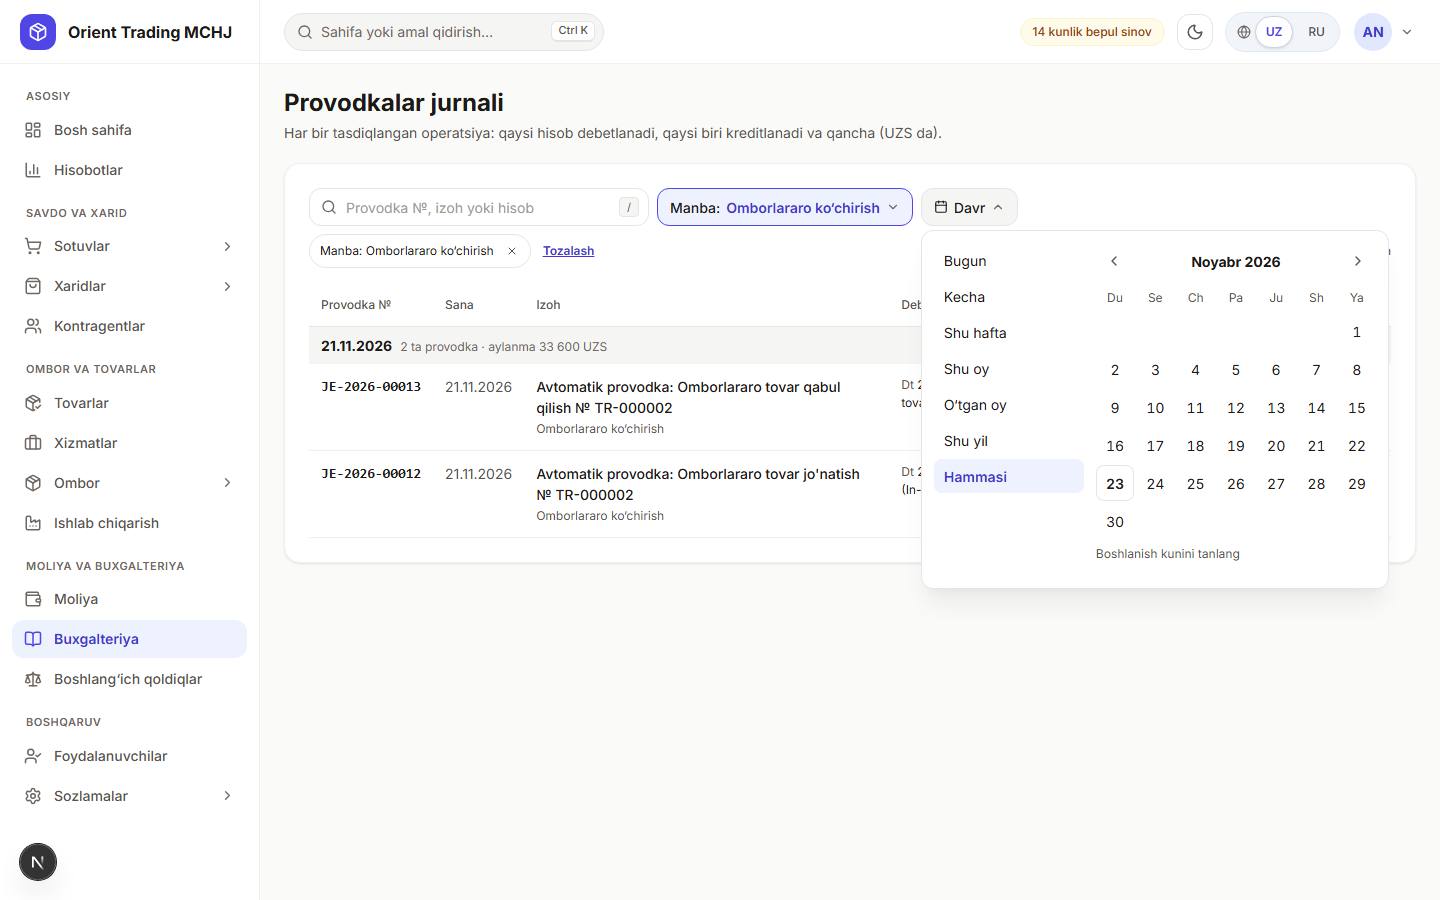 Orient Trading MCHJ
Sahifa yoki amal qidirish...
Ctrl K
14 kunlik bepul sinov
UZ
RU
AN
ASOSIY
Bosh sahifa
Hisobotlar
SAVDO VA XARID
Sotuvlar
Xaridlar
Kontragentlar
OMBOR VA TOVARLAR
Tovarlar
Xizmatlar
Ombor
Ishlab chiqarish
MOLIYA VA BUXGALTERIYA
Moliya
Buxgalteriya
Boshlang‘ich qoldiqlar
BOSHQARUV
Foydalanuvchilar
Sozlamalar
N
Provodkalar jurnali
Har bir tasdiqlangan operatsiya: qaysi hisob debetlanadi, qaysi biri kreditlanadi va qancha (UZS da).
Provodka №, izoh yoki hisob
/
Manba: Omborlararo ko‘chirish
Davr
Manba: Omborlararo ko‘chirish
Tozalash
Provodka № Sana Izoh
21.11.2026 2 ta provodka · aylanma 33 600 UZS
JE-2026-00013 21.11.2026 Avtomatik provodka: Omborlararo tovar qabul
qilish № TR-000002
Omborlararo ko‘chirish
Dt
JE-2026-00012 21.11.2026 Avtomatik provodka: Omborlararo tovar jo'natish
№ TR-000002
Omborlararo ko‘chirish
Dt
Bugun
Kecha
Shu hafta
Shu oy
O‘tgan oy
Shu yil
Hammasi
Noyabr 2026
Du Se Ch Pa Ju Sh Ya
1
2 3 4 5 6 7 8
9 10 11 12 13 14 15
16 17 18 19 20 21 22
23 24 25 26 27 28 29
30
Boshlanish kunini tanlang